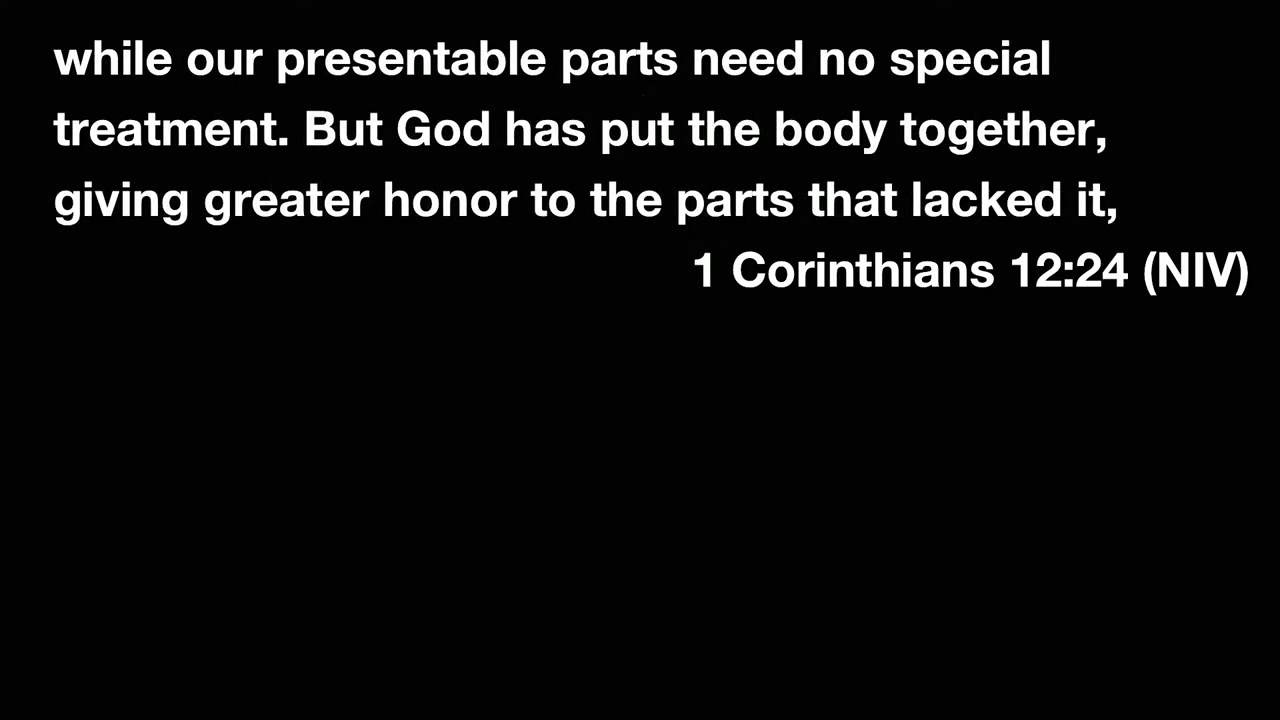 while our presentable parts need no special
treatment. But God has put the body together,
giving greater honor to the parts that lacked it,
1 Corinthians 12:24 (NIV)